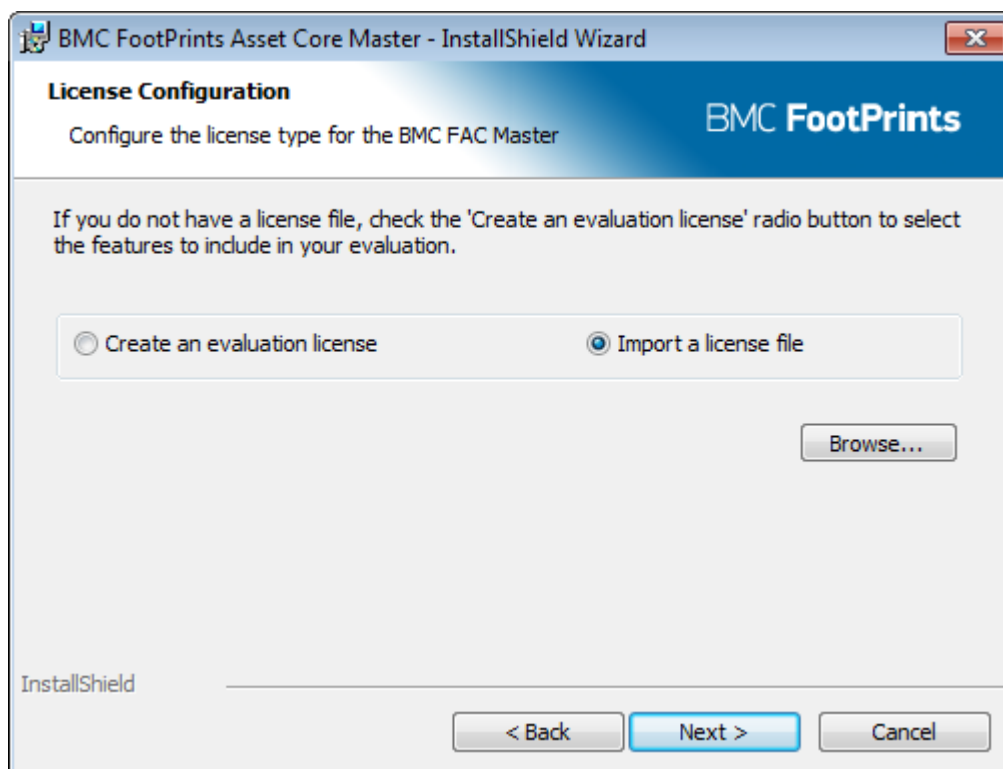 BMC FootPrints Asset Core Master - InstallShield Wizard
License Configuration
Configure the license type for the BMC FAC Master
BMC FootPrints
If you do not have a license file, check the 'Create an evaluation license' radio button to select
the features to include in your evaluation.
Create an evaluation license
Import a license file
Browse...
InstallShield
< Back
Next >
Cancel